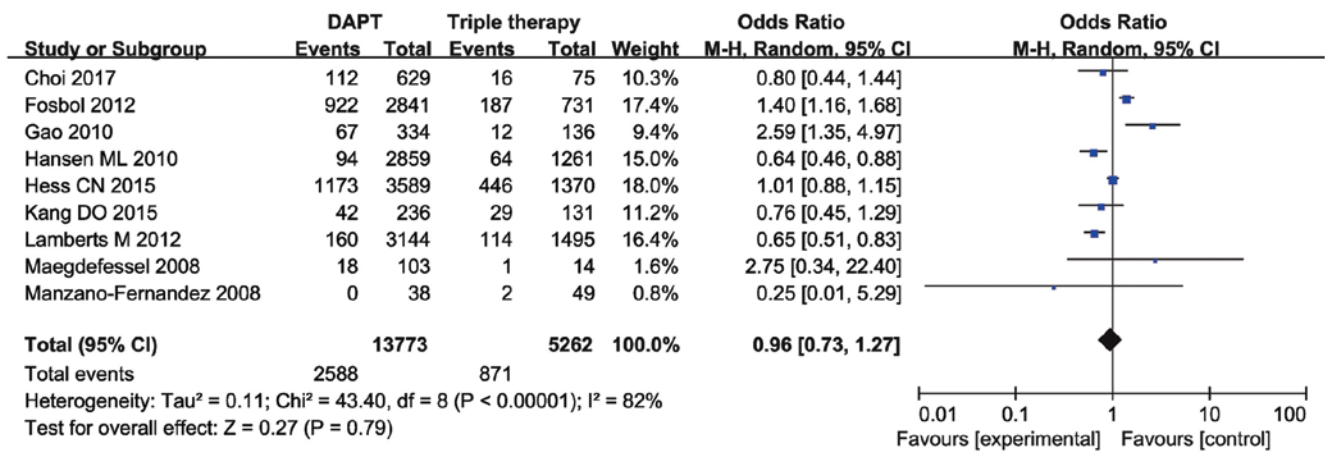 DAPT Triple therapy Odds Ratio Odds Ratio
Study or Subgroup Events Total Events Total Weight M-H, Random, 95% CI M-H, Random, 95% CI
Choi 2017 112 629 16 75 10.3% 0.80 [0.44, 1.44]
Fosbol 2012 922 2841 187 731 17.4% 1.40 [1.16, 1.68]
Gao 2010 67 334 12 136 9.4% 2.59 [1.35, 4.97]
Hansen ML 2010 94 2859 64 1261 15.0% 0.64 [0.46, 0.88]
Hess CN 2015 1173 3589 446 1370 18.0% 1.01 [0.88, 1.15]
Kang DO 2015 42 236 29 131 11.2% 0.76 [0.45, 1.29]
Lamberts M 2012 160 3144 114 1495 16.4% 0.65 [0.51, 0.83]
Maegdefessel 2008 18 103 1 14 1.6% 2.75 [0.34, 22.40]
Manzano-Fernandez 2008 0 38 2 49 0.8% 0.25 [0.01, 5.29]
Total (95% CI) 13773 5262 100.0% 0.96 [0.73, 1.27]
Total events 2588 871
Heterogeneity: Tau² = 0.11; Chi² = 43.40, df = 8 (P < 0.00001); I² = 82%
Test for overall effect: Z = 0.27 (P = 0.79)
0.01 0.1 1 10 100
Favours [experimental] Favours [control]